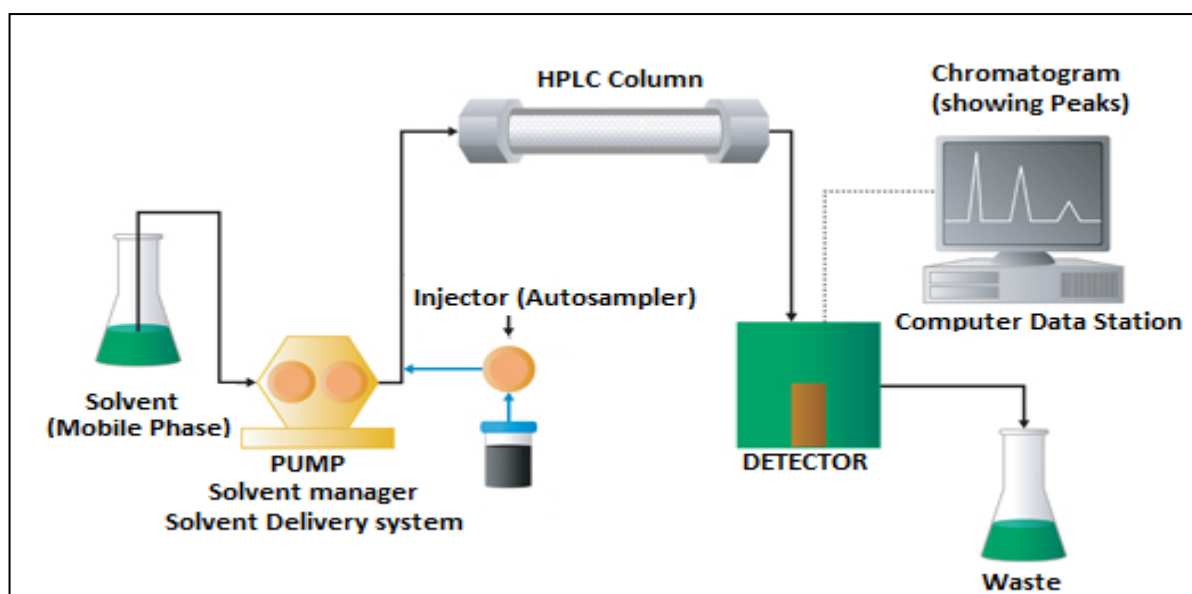 HPLC Column
Chromatogram
(showing Peaks)
Injector (Autosampler)
Computer Data Station
Solvent
(Mobile Phase)
PUMP
Solvent manager
Solvent Delivery system
DETECTOR
Waste